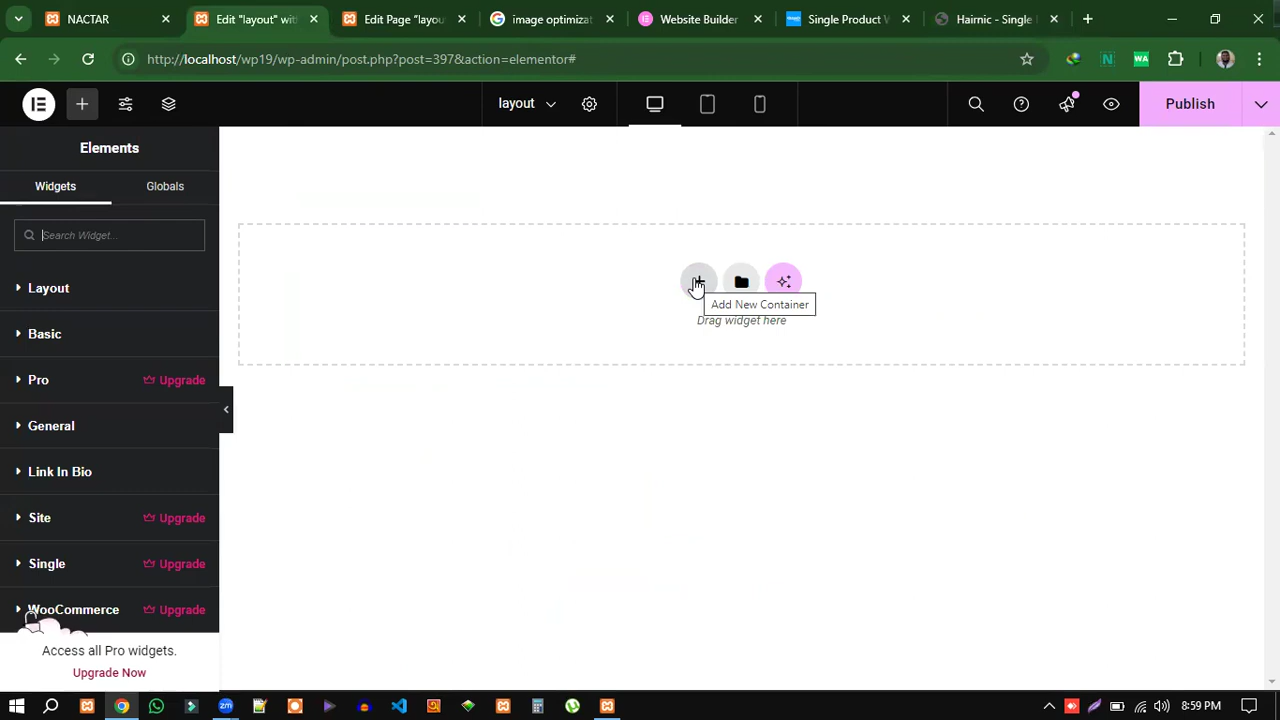 NACTAR
Edit "layout" wit
Edit Page "layou
image optimizat
Website Builder
Single Product V
Hairnic - Single
http://localhost/wp19/wp-admin/post.php?post=397&action=elementor#
layout
Publish
Elements
Widgets
Globals
Search Widget...
Layout
Basic
Pro
Upgrade
General
Link In Bio
Site
Upgrade
Single
Upgrade
WooCommerce
Upgrade
Access all Pro widgets.
Upgrade Now
Add New Container
Drag widget here
N
WA
zm
8:59 PM